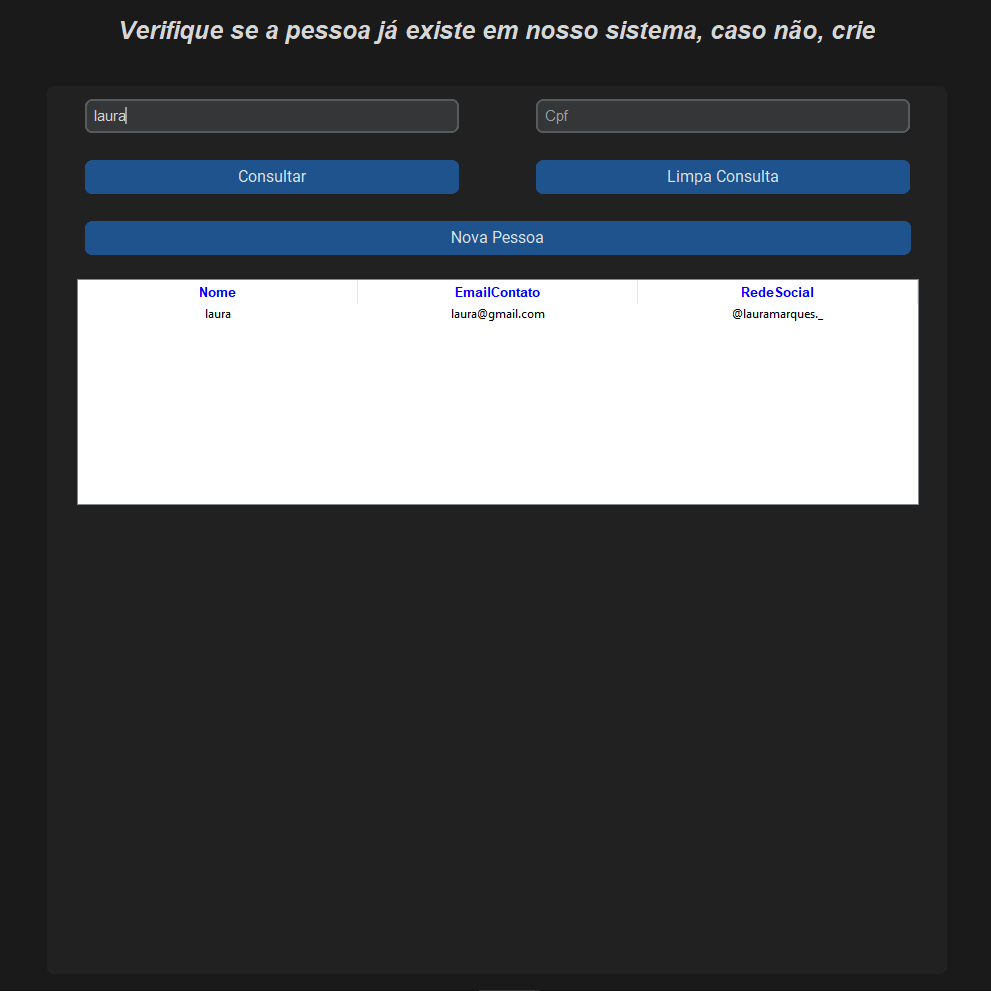 Verifique se a pessoa já existe em nosso sistema, caso não, crie
laura Cpf
Consultar Limpa Consulta
Nova Pessoa
Nome EmailContato RedeSocial
laura laura@gmail.com @lauramarques._